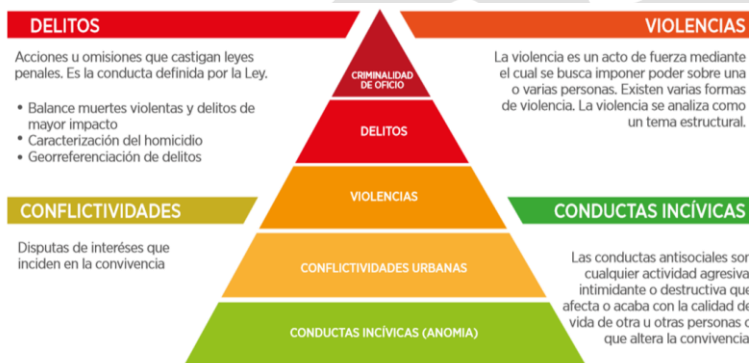 DELITOS
Acciones u omisiones que castigan leyes
penales. Es la conducta definida por la Ley.
• Balance muertes violentas y delitos de
mayor impacto
• Caracterización del homicidio
• Georreferenciación de delitos
VIOLENCIAS
La violencia es un acto de fuerza mediante
el cual se busca imponer poder sobre una
o varias personas. Existen varias formas
de violencia. La violencia se analiza como
un tema estructural.
CRIMINALIDAD
DE OFICIO
DELITOS
VIOLENCIAS
CONFLICTIVIDADES URBANAS
CONDUCTAS INCÍVICAS (ANOMIA)
CONFLICTIVIDADES
Disputas de interéses que
inciden en la convivencia
CONDUCTAS INCÍVICAS
Las conductas antisociales son
cualquier actividad agresiva,
intimidante o destructiva que
afecta o acaba con la calidad de
vida de otra u otras personas o
que altera la convivencia